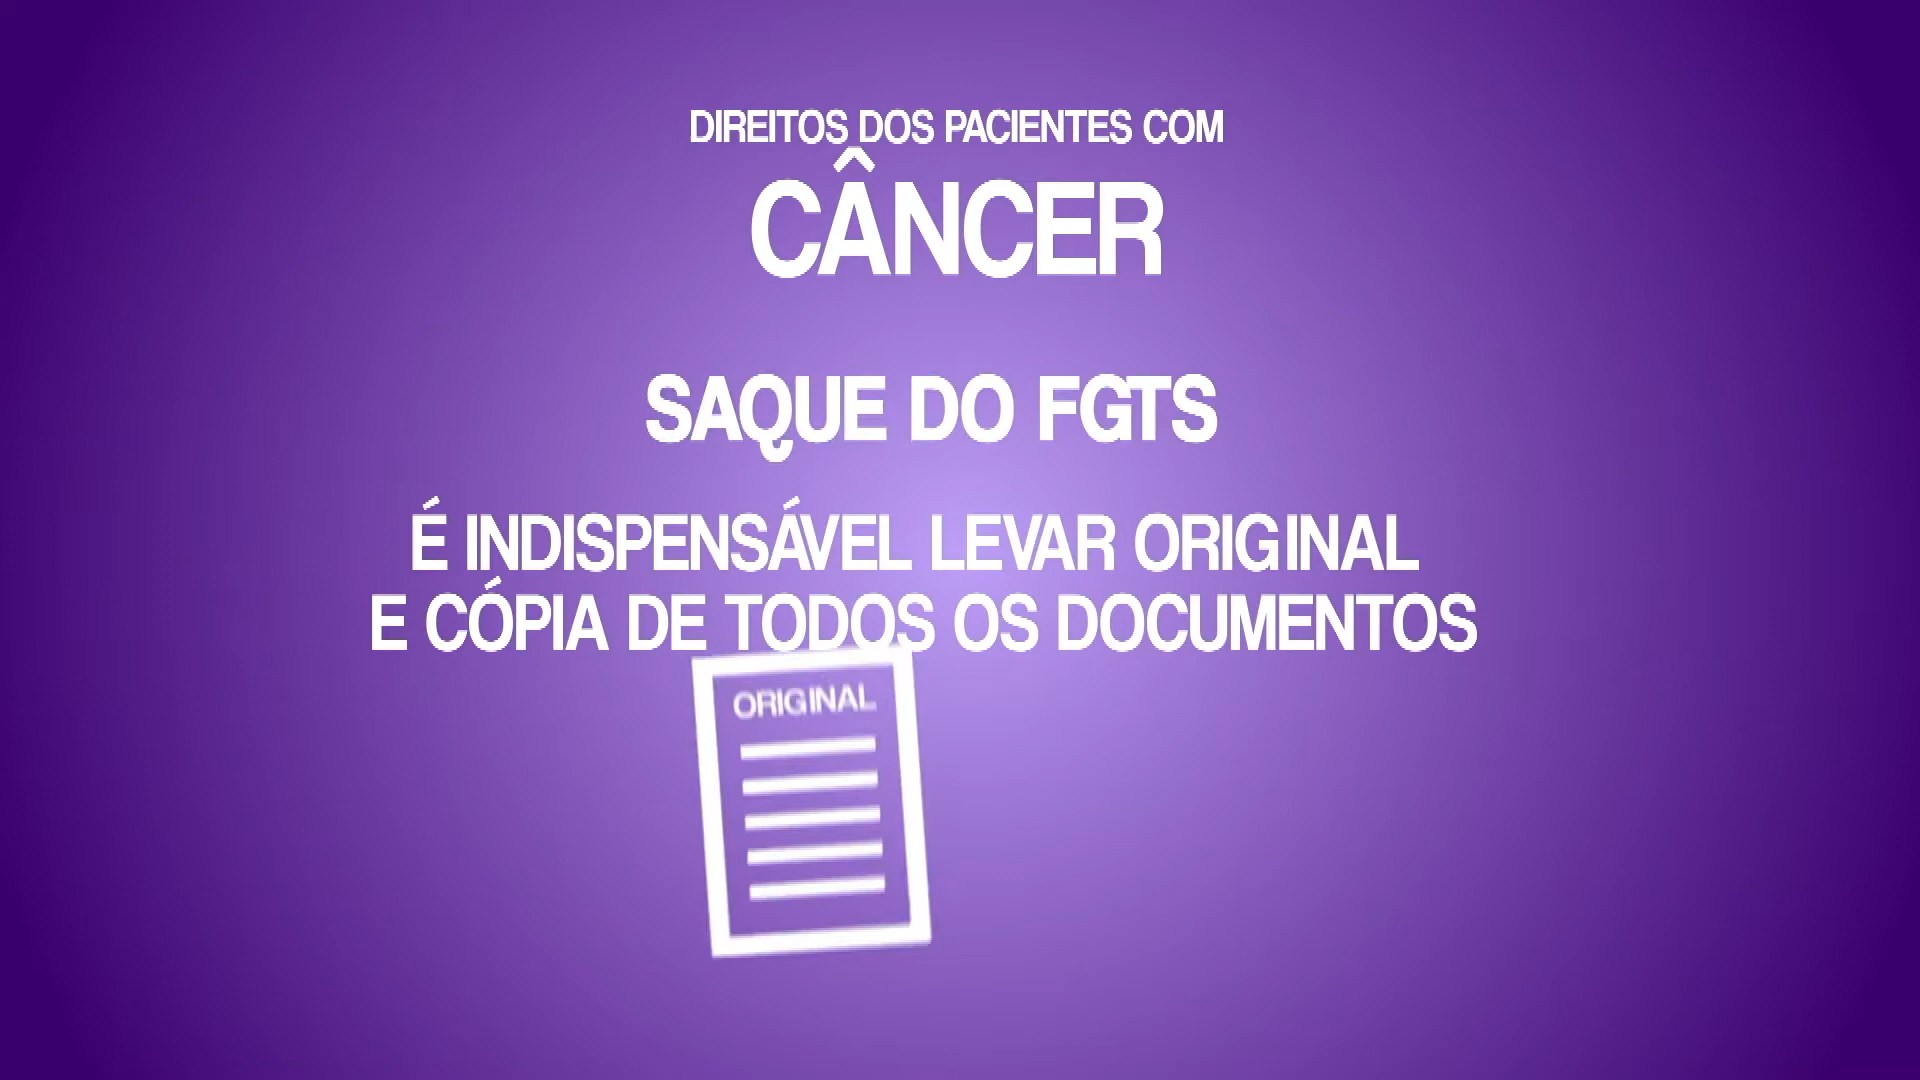 DIREITOS DOS PACIENTES COM
CÂNCER
SAQUE DO FGTS
É INDISPENSÁVEL LEVAR ORIGINAL
E CÓPIA DE TODOS OS DOCUMENTOS
ORIGINAL